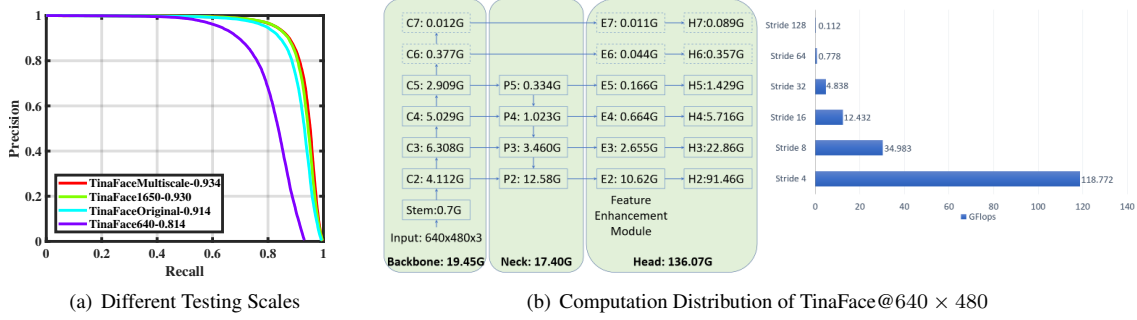 1
0.8
0.6
0.4
0.2
0
Precision
TinaFaceMultiscale-0.934
TinaFace1650-0.930
TinaFaceOriginal-0.914
TinaFace640-0.814
0 0.2 0.4 0.6 0.8 1
Recall
(a) Different Testing Scales
C7: 0.012G E7: 0.011G H7:0.089G
C6: 0.377G E6: 0.044G H6:0.357G
C5: 2.909G P5: 0.334G E5: 0.166G H5:1.429G
C4: 5.029G P4: 1.023G E4: 0.664G H4:5.716G
C3: 6.308G P3: 3.460G E3: 2.655G H3:22.86G
C2: 4.112G P2: 12.58G E2: 10.62G H2:91.46G
Stem:0.7G
Feature
Enhancement
Module
Input: 640x480x3
Backbone: 19.45G Neck: 17.40G Head: 136.07G
Stride 128 0.112
Stride 64 0.778
Stride 32 4.838
Stride 16 12.432
Stride 8 34.983
Stride 4 118.772
0 20 40 60 80 100 120 140
GFlops
(b) Computation Distribution of TinaFace@640 × 480